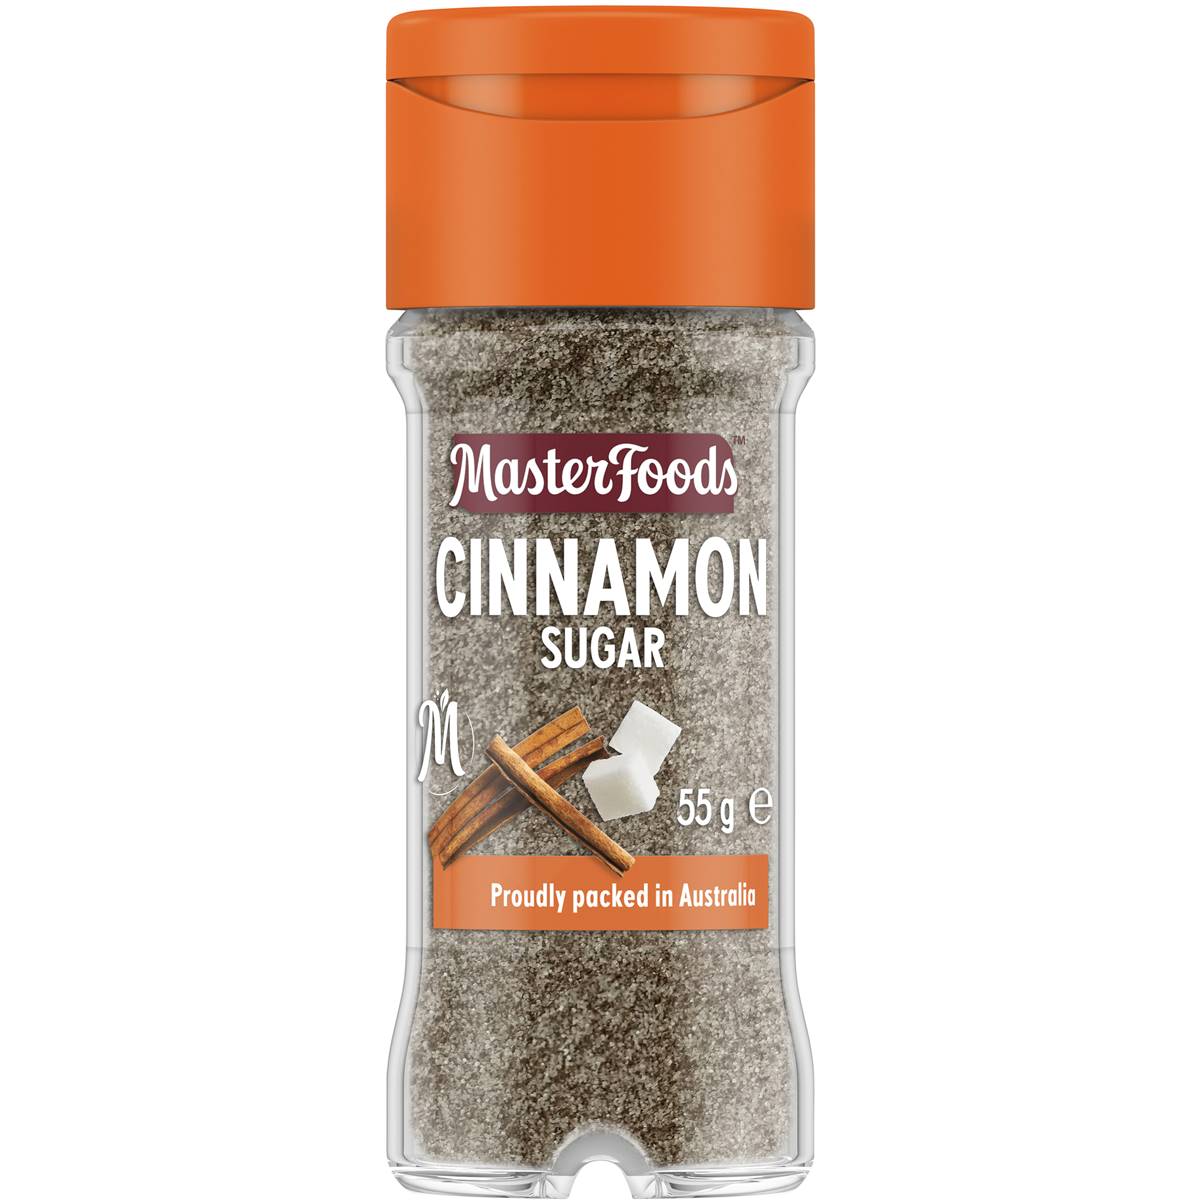 MasterFoods™
CINNAMON
SUGAR
M
55 g ℮
Proudly packed in Australia